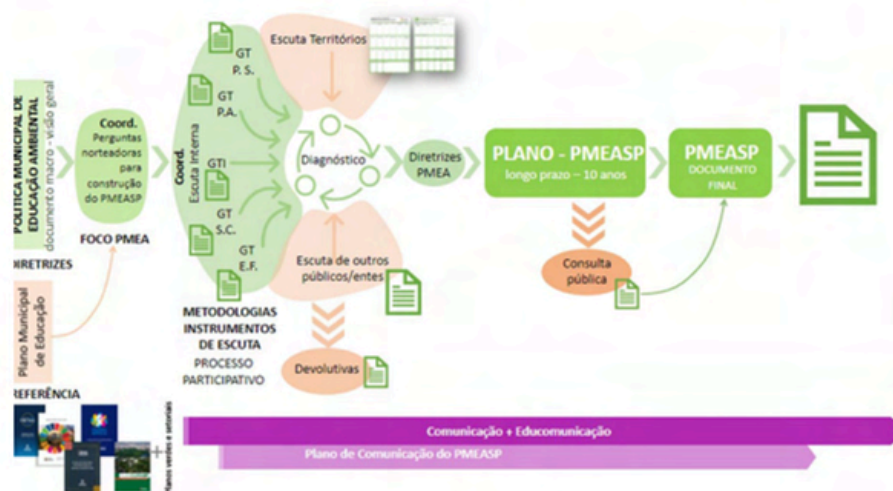 POLÍTICA MUNICIPAL DE
EDUCAÇÃO AMBIENTAL
documento macro - visão geral
DIRETRIZES
Plano Municipal
de Educação
REFERÊNCIA
Coord.
Perguntas
norteadoras
para
construção
do PMEASP
FOCO PMEA
Coord.
Escuta Interna
GT
P. S.
GT
P.A.
GTI
GT
S.C.
GT
E.F.
METODOLOGIAS
INSTRUMENTOS
DE ESCUTA
PROCESSO
PARTICIPATIVO
Escuta Territórios
Diagnóstico
Escuta de outros
públicos/entes
Devolutivas
Diretrizes
PMEA
PLANO - PMEASP
longo prazo – 10 anos
Consulta
pública
PMEASP
DOCUMENTO
FINAL
+
Planos verdes e setoriais
Comunicação + Educomunicação
Plano de Comunicação do PMEASP